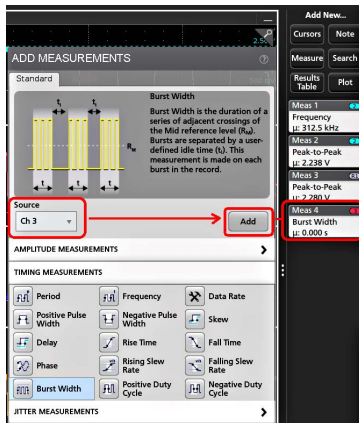 Add New...
Cursors
Note
Measure
Search
Results Table
Plot
2.50
ADD MEASUREMENTS
Standard
Burst Width
Burst Width is the duration of a
series of adjacent crossings of
the Mid reference level (RM).
Bursts are separated by a user-
defined idle time (tI). This
measurement is made on each
burst in the record.
tI tI
RM
t t t
Source
Ch 3
Add
AMPLITUDE MEASUREMENTS
TIMING MEASUREMENTS
Period
Frequency
Data Rate
Positive Pulse Width
Negative Pulse Width
Skew
Delay
Rise Time
Fall Time
Phase
Rising Slew Rate
Falling Slew Rate
Burst Width
Positive Duty Cycle
Negative Duty Cycle
JITTER MEASUREMENTS
Meas 1
Frequency
µ: 312.5 kHz
Meas 2
Peak-to-Peak
µ: 2.238 V
Meas 3
Peak-to-Peak
µ: 2.280 V
Meas 4
Burst Width
µ: 0.000 s